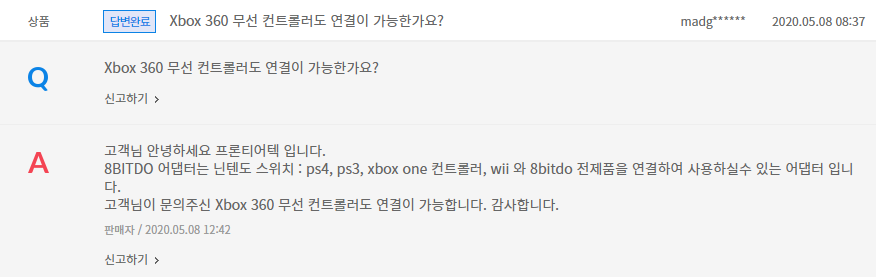 상품 답변완료 Xbox 360 무선 컨트롤러도 연결이 가능한가요? madg****** 2020.05.08 08:37
Q Xbox 360 무선 컨트롤러도 연결이 가능한가요?
신고하기 >
A 고객님 안녕하세요 프론티어텍 입니다.
8BITDO 어댑터는 닌텐도 스위치 : ps4, ps3, xbox one 컨트롤러, wii 와 8bitdo 전제품을 연결하여 사용하실수 있는 어댑터 입니
다.
고객님이 문의주신 Xbox 360 무선 컨트롤러도 연결이 가능합니다. 감사합니다.
판매자 / 2020.05.08 12:42
신고하기 >